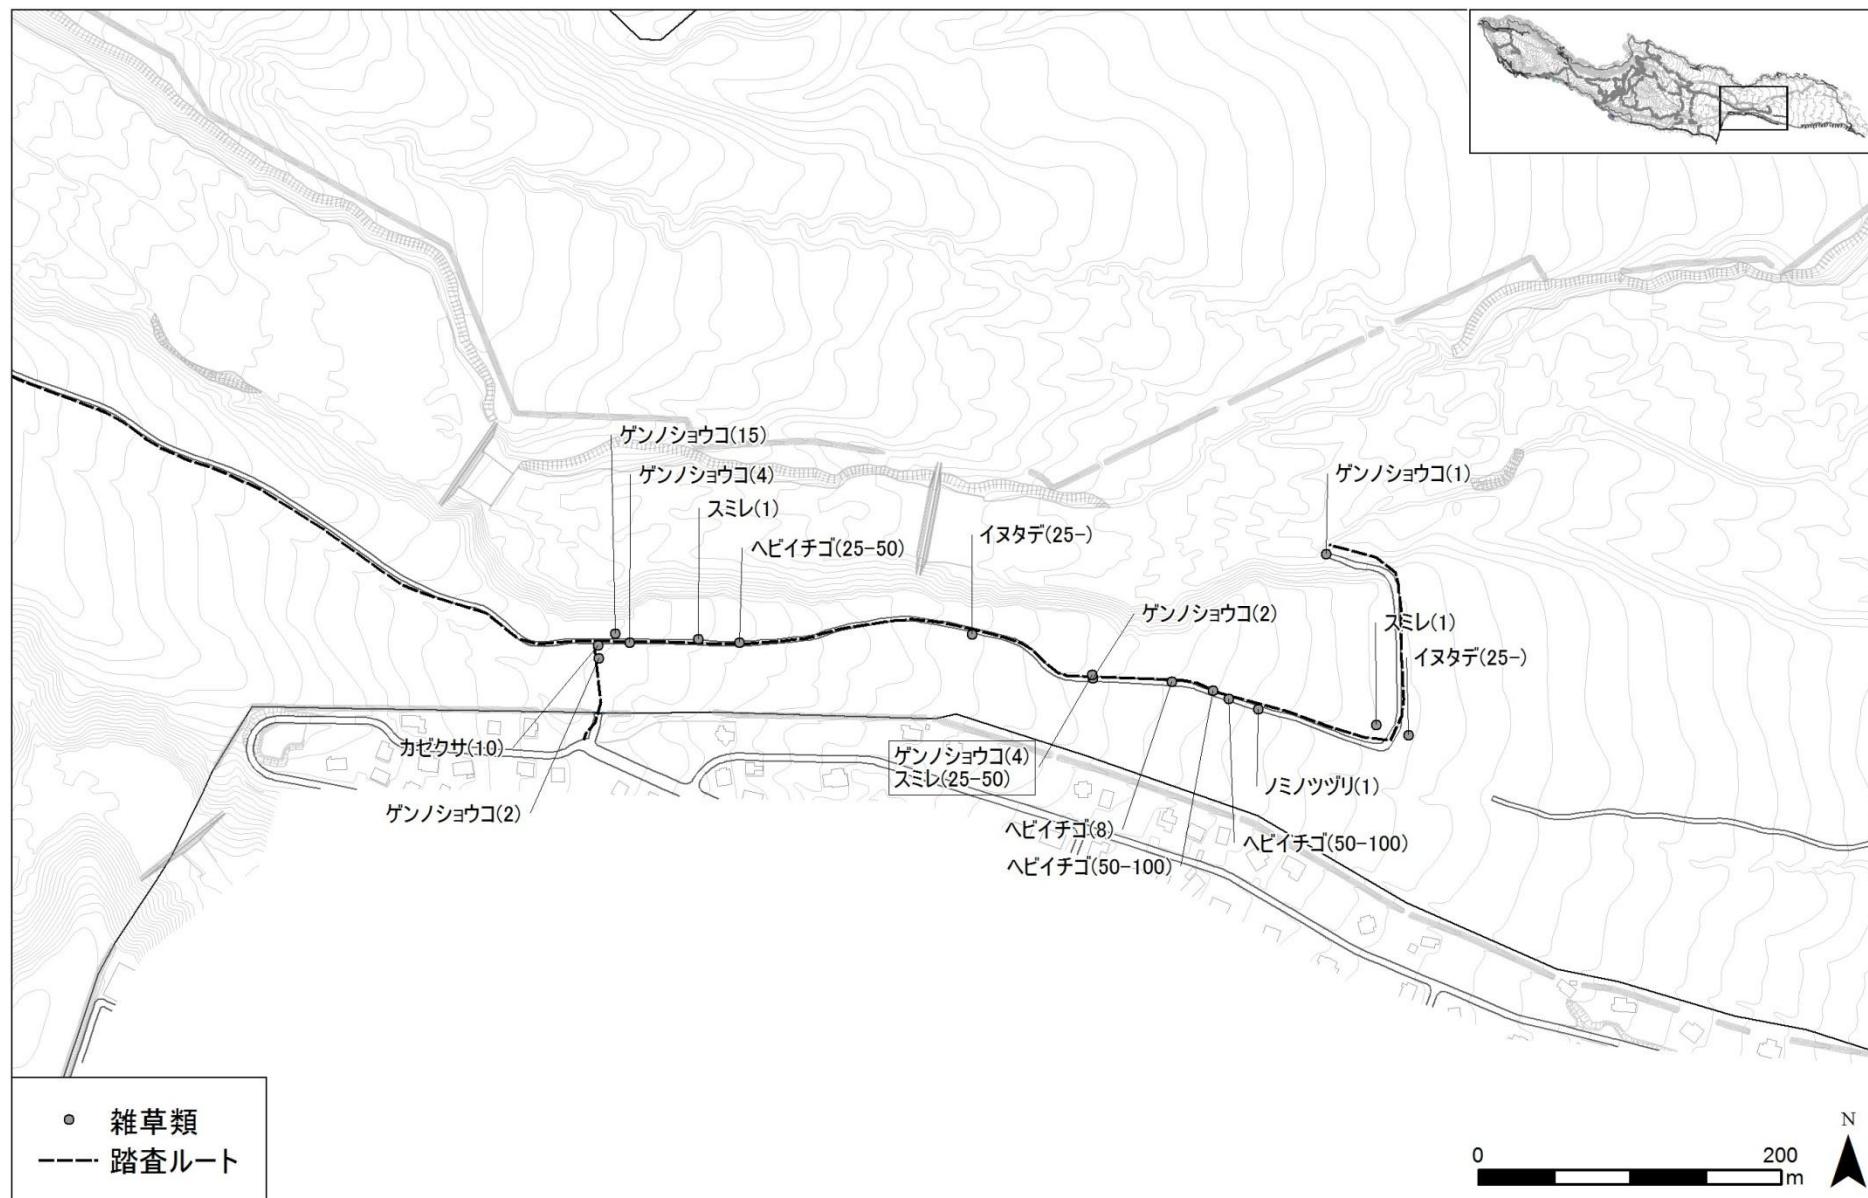 ゲンノショウコ(15)
ゲンノショウコ(4)
スミレ(1)
ヘビイチゴ(25-50)
イヌタデ(25-)
ゲンノショウコ(1)
ゲンノショウコ(2)
スミレ(1)
イヌタデ(25-)
カゼクサ(10)
ゲンノショウコ(2)
ゲンノショウコ(4)
スミレ(25-50)
ノミノツヅリ(1)
ヘビイチゴ(8)
ヘビイチゴ(50-100)
ヘビイチゴ(50-100)
雑草類
踏査ルート
0 200
m
N